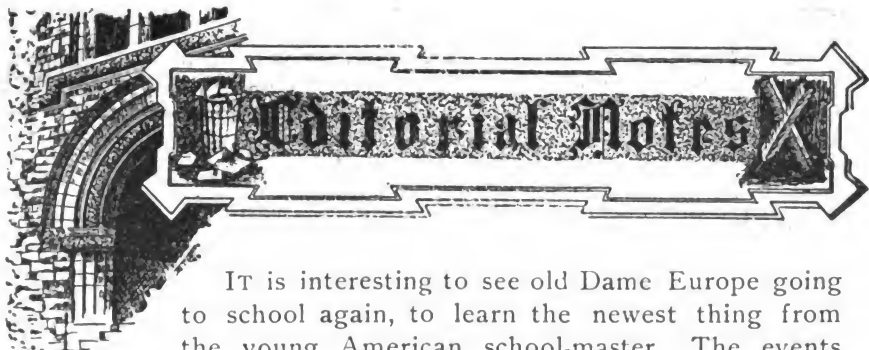 Editorial Notes
IT is interesting to see old Dame Europe going
to school again, to learn the newest thing from
the young American school-master. The events